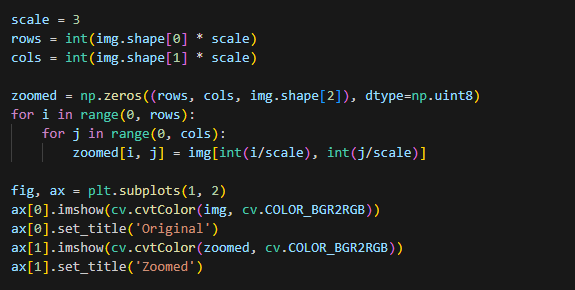 scale = 3
rows = int(img.shape[0] * scale)
cols = int(img.shape[1] * scale)

zoomed = np.zeros((rows, cols, img.shape[2]), dtype=np.uint8)
for i in range(0, rows):
    for j in range(0, cols):
        zoomed[i, j] = img[int(i/scale), int(j/scale)]

fig, ax = plt.subplots(1, 2)
ax[0].imshow(cv.cvtColor(img, cv.COLOR_BGR2RGB))
ax[0].set_title('Original')
ax[1].imshow(cv.cvtColor(zoomed, cv.COLOR_BGR2RGB))
ax[1].set_title('Zoomed')